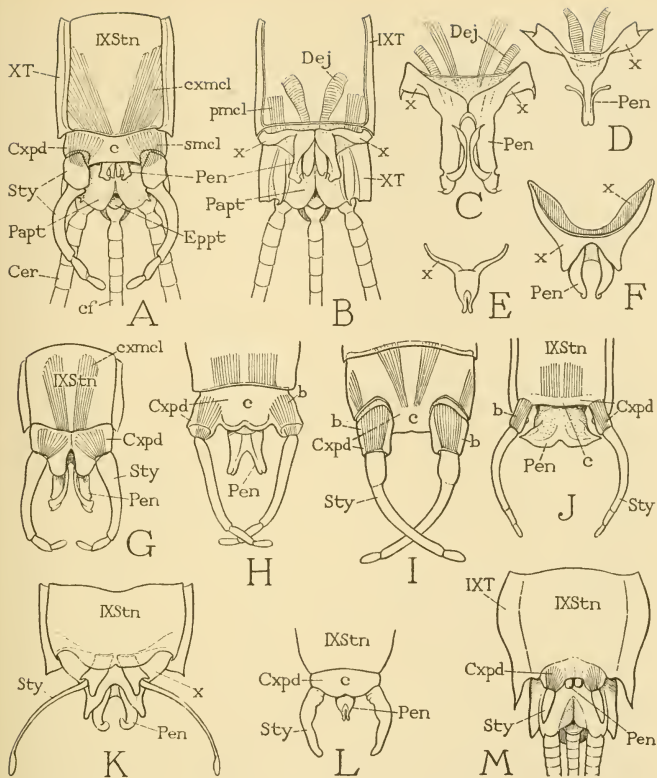 IXStn
XT
cxmcl
Cxpd
c
smcl
Sty
Pen
Papt
Eppt
Cer
cf
A
IXT
Dej
pmcl
x
x
Pen
XT
Papt
B
Dej
x
x
Pen
C
x
Pen
D
x
E
x
x
Pen
F
cxmcl
IXStn
Cxpd
Sty
Pen
G
Cxpd
c
b
Pen
H
b
Cxpd
c
b
Sty
I
IXStn
b
Cxpd
Pen
c
Sty
J
IXStn
Sty
x
Pen
K
IXStn
Cxpd
c
Pen
Sty
L
IXT
IXStn
Cxpd
Sty
Pen
M